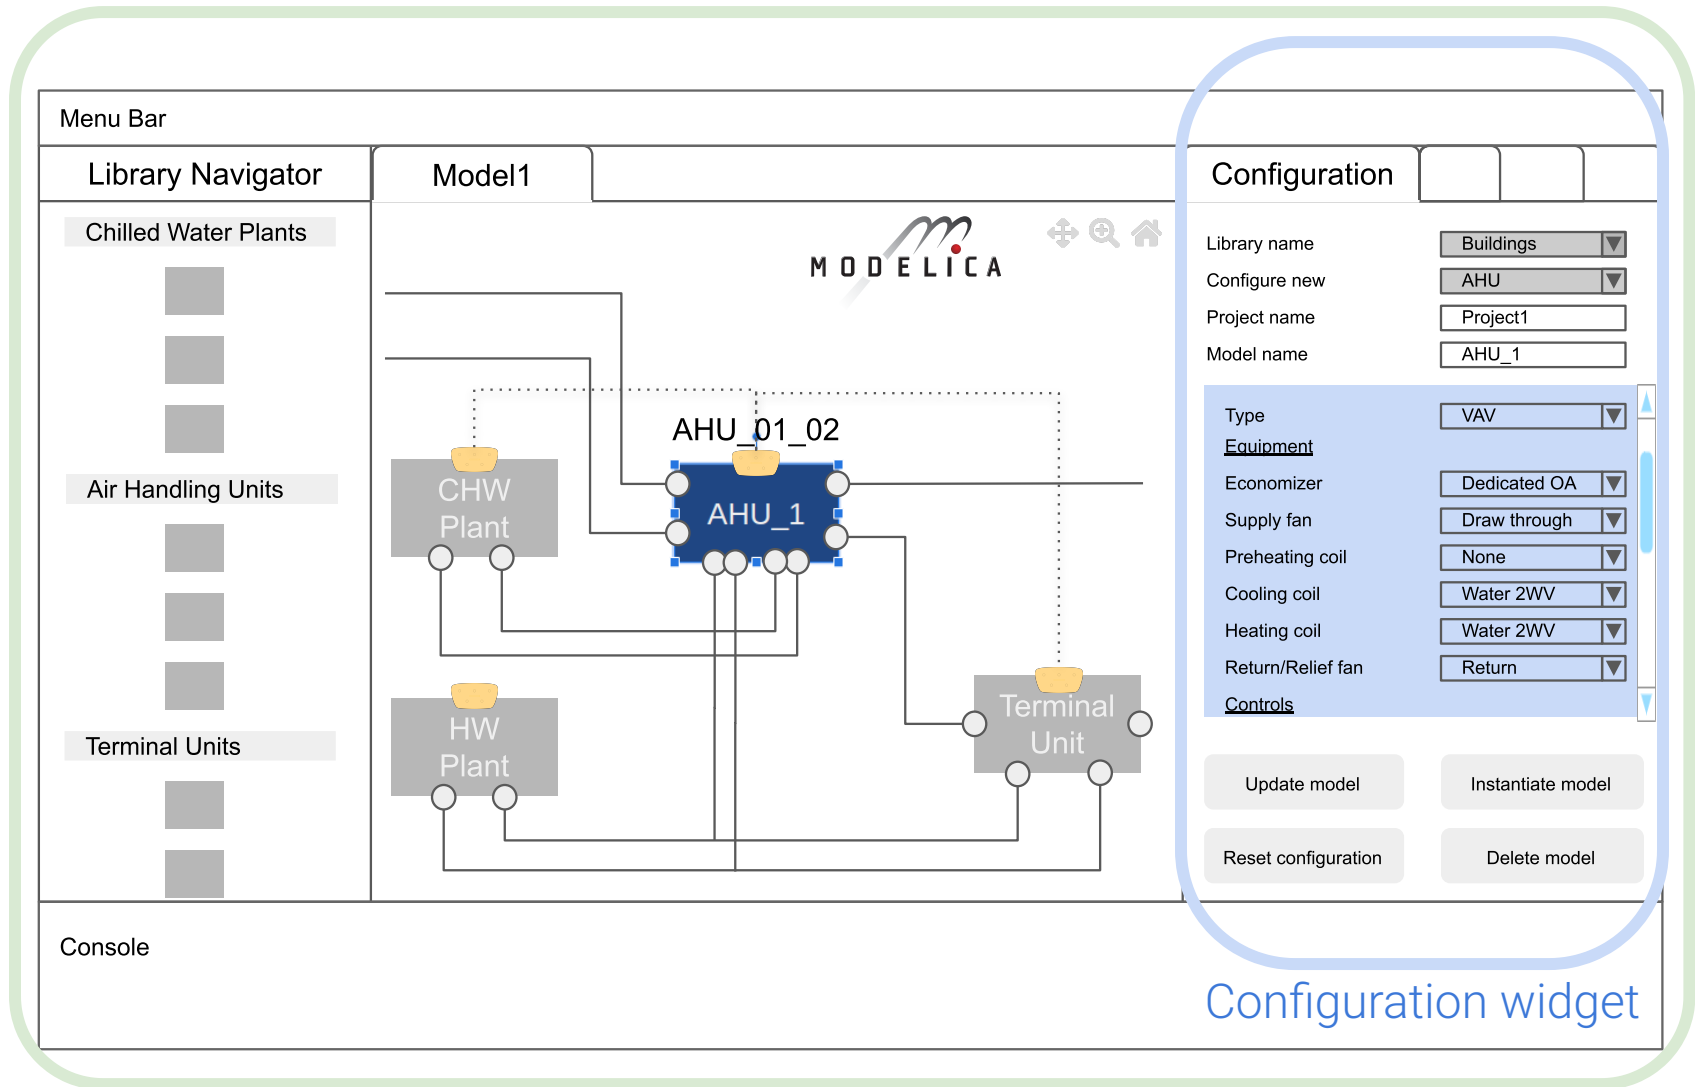 Menu Bar
Library Navigator
Model1
Configuration
Chilled Water Plants
Air Handling Units
Terminal Units
MODELICA
AHU_01_02
CHW
Plant
AHU_1
HW
Plant
Terminal
Unit
Library name
Buildings
Configure new
AHU
Project name
Project1
Model name
AHU_1
Type
VAV
Equipment
Economizer
Dedicated OA
Supply fan
Draw through
Preheating coil
None
Cooling coil
Water 2WV
Heating coil
Water 2WV
Return/Relief fan
Return
Controls
Update model
Instantiate model
Reset configuration
Delete model
Console
Configuration widget